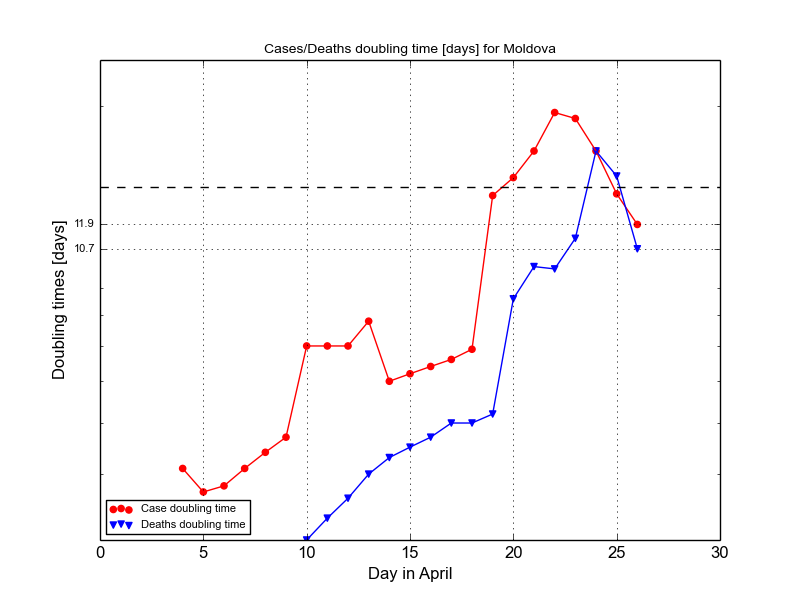 Cases/Deaths doubling time [days] for Moldova
Doubling times [days]
11.9
10.7
Case doubling time
Deaths doubling time
0 5 10 15 20 25 30
Day in April